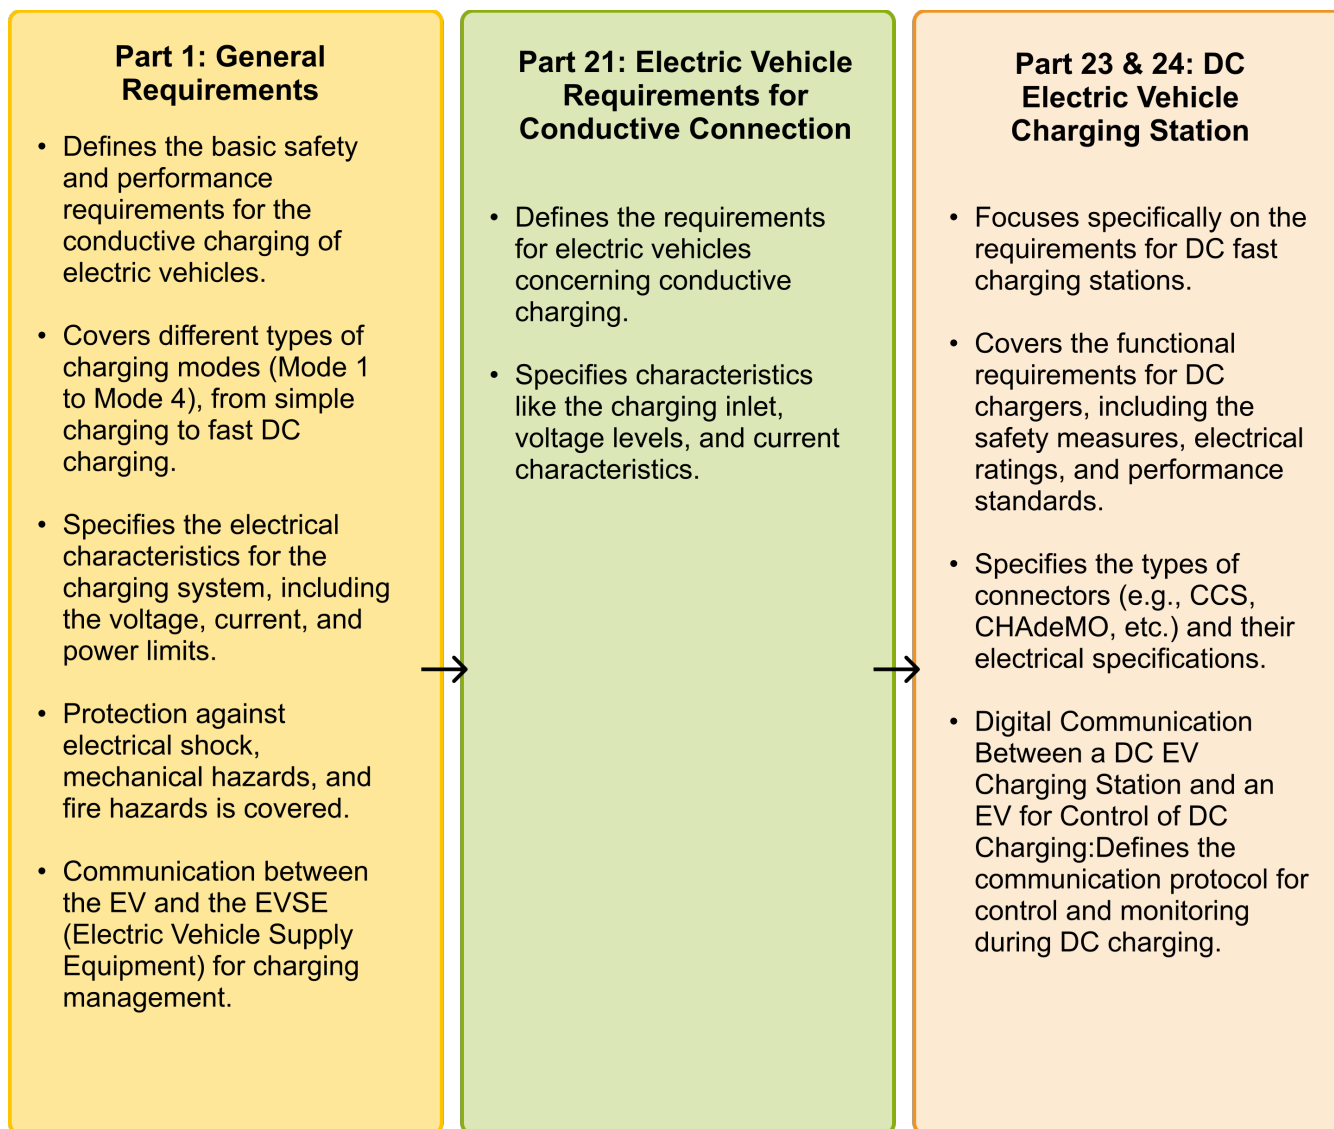 Part 1: General
Requirements
• Defines the basic safety
and performance
requirements for the
conductive charging of
electric vehicles.
• Covers different types of
charging modes (Mode 1
to Mode 4), from simple
charging to fast DC
charging.
• Specifies the electrical
characteristics for the
charging system, including
the voltage, current, and
power limits.
• Protection against
electrical shock,
mechanical hazards, and
fire hazards is covered.
• Communication between
the EV and the EVSE
(Electric Vehicle Supply
Equipment) for charging
management.
Part 21: Electric Vehicle
Requirements for
Conductive Connection
• Defines the requirements
for electric vehicles
concerning conductive
charging.
• Specifies characteristics
like the charging inlet,
voltage levels, and current
characteristics.
Part 23 & 24: DC
Electric Vehicle
Charging Station
• Focuses specifically on the
requirements for DC fast
charging stations.
• Covers the functional
requirements for DC
chargers, including the
safety measures, electrical
ratings, and performance
standards.
• Specifies the types of
connectors (e.g., CCS,
CHAdeMO, etc.) and their
electrical specifications.
• Digital Communication
Between a DC EV
Charging Station and an
EV for Control of DC
Charging:Defines the
communication protocol for
control and monitoring
during DC charging.